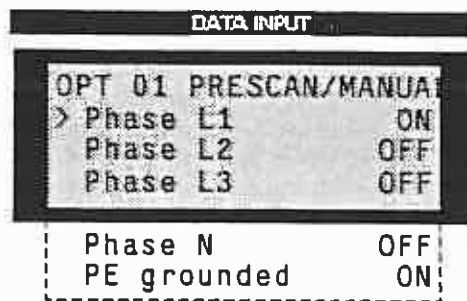 DATA INPUT
OPT 01 PRESCAN/MANUAL
> Phase L1 ON
Phase L2 OFF
Phase L3 OFF
Phase N OFF
PE grounded ON